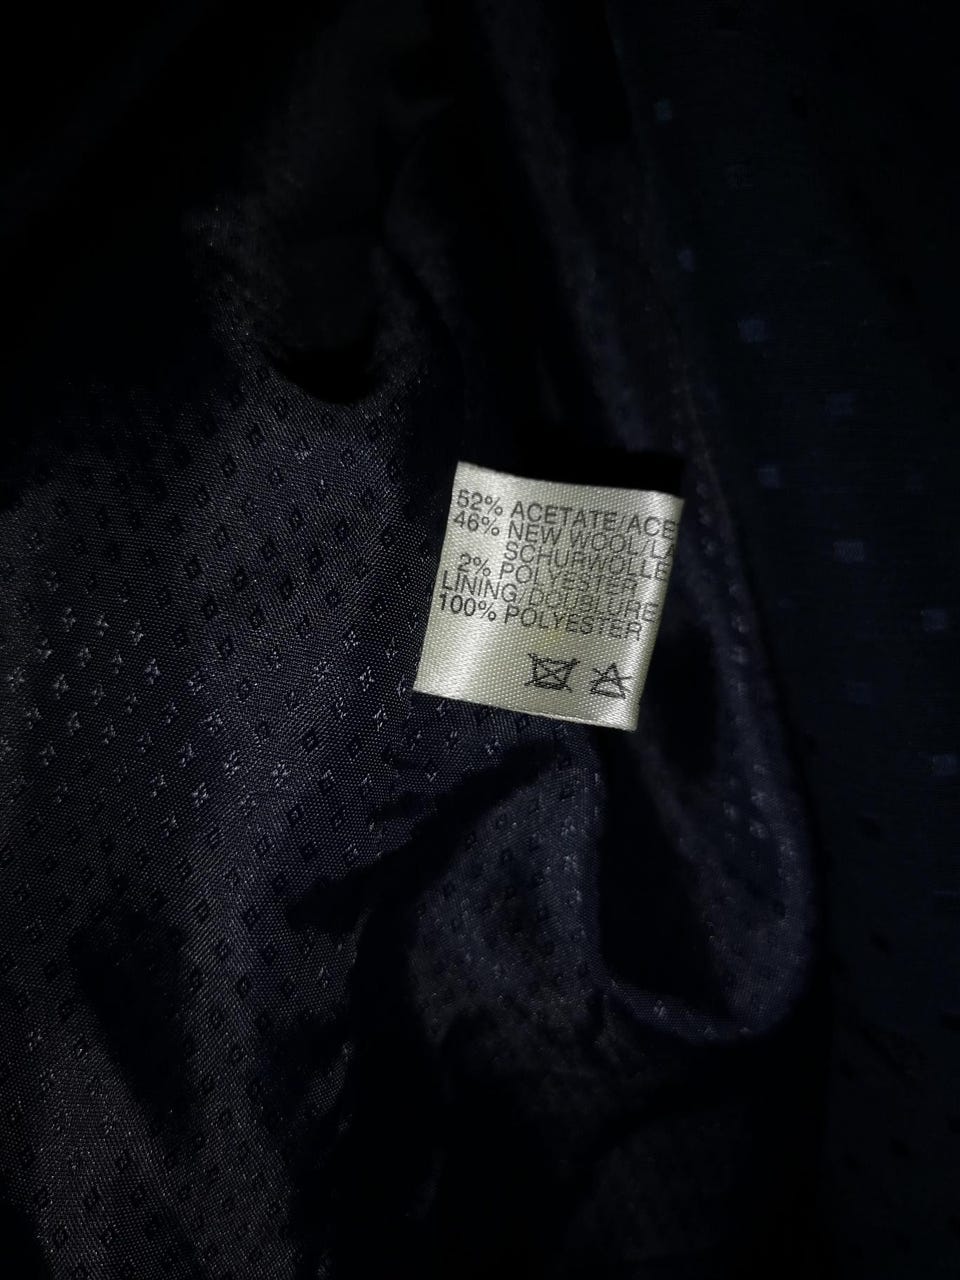 52% ACETATE/ACE
46% NEW WOOL/LA
SCHURWOLLE
2% POLYESTER
LINING, DOUBLURE
100% POLYESTER